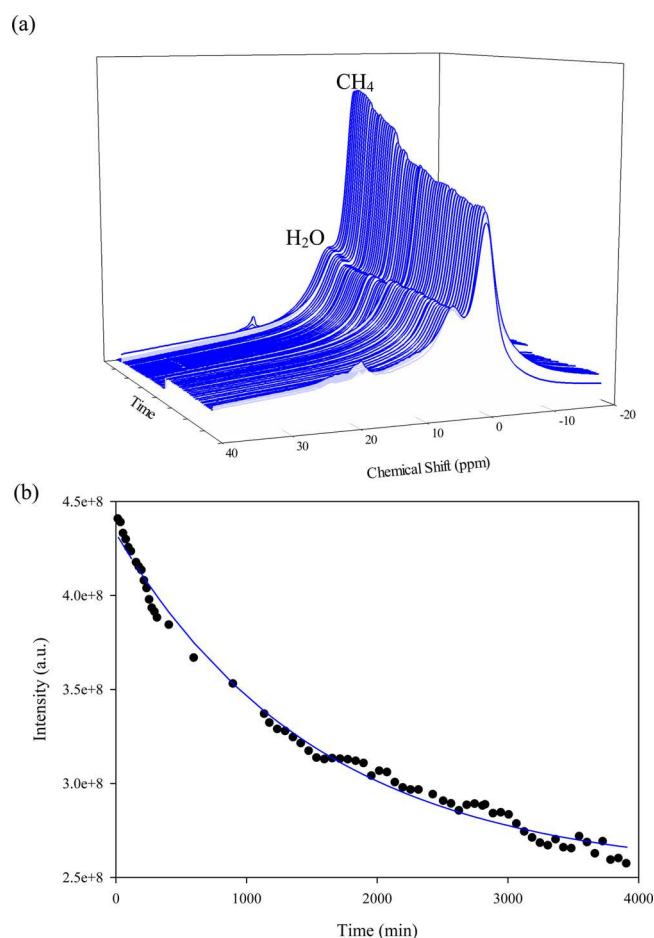 (a)
CH4
H2O
Time
40
30
20
10
0
-10
-20
Chemical Shift (ppm)
(b)
4.5e+8
4.0e+8
3.5e+8
3.0e+8
2.5e+8
Intensity (a.u.)
0
1000
2000
3000
4000
Time (min)